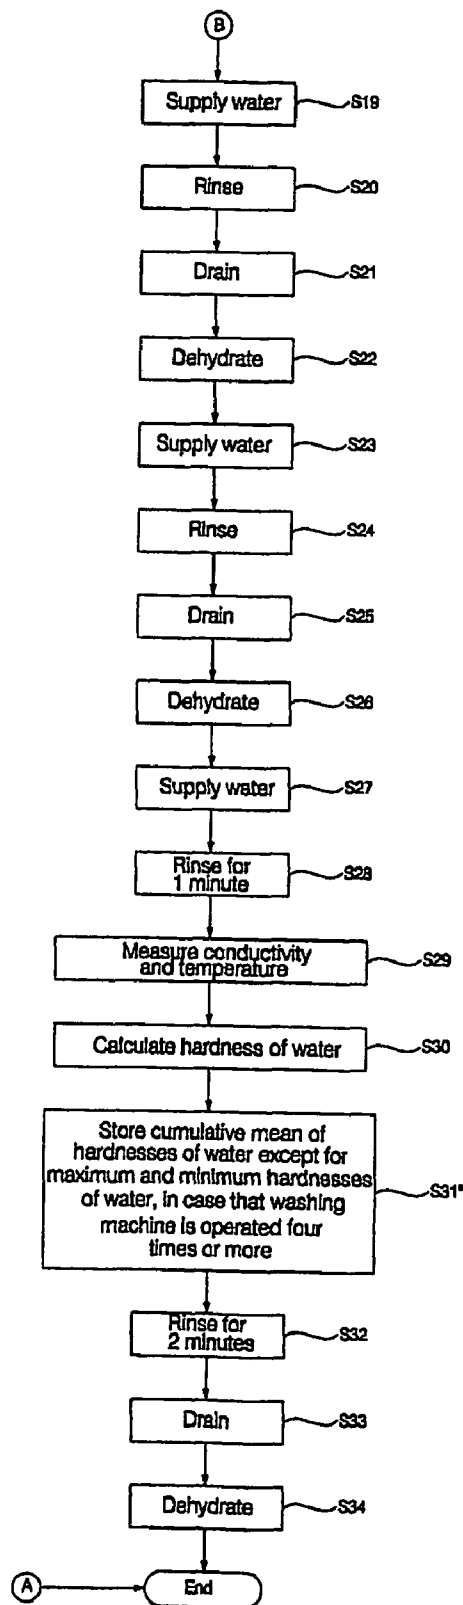 B
Supply water S19
Rinse S20
Drain S21
Dehydrate S22
Supply water S23
Rinse S24
Drain S25
Dehydrate S26
Supply water S27
Rinse for
1 minute S28
Measure conductivity
and temperature S29
Calculate hardness of water S30
Store cumulative mean of
hardnesses of water except for
maximum and minimum hardnesses
of water, in case that washing
machine is operated four
times or more S31"
Rinse for
2 minutes S32
Drain S33
Dehydrate S34
A End